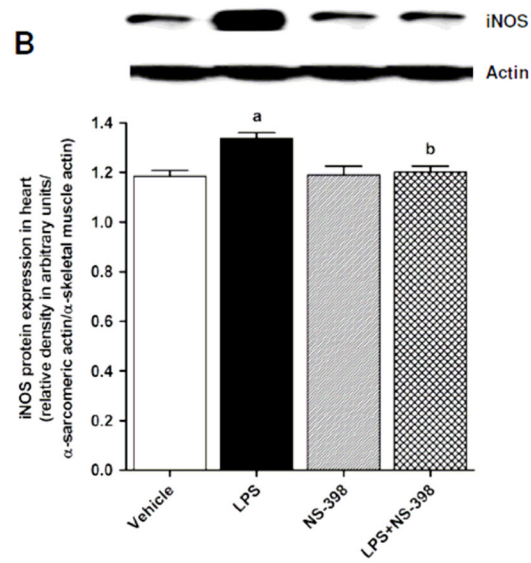 B
iNOS
Actin
iNOS protein expression in heart
(relative density in arbitrary units/
α-sarcomeric actin/α-skeletal muscle actin)
1.4
1.2
1.0
0.8
0.6
0.4
0.2
0.0
a
b
Vehicle
LPS
NS-398
LPS+NS-398